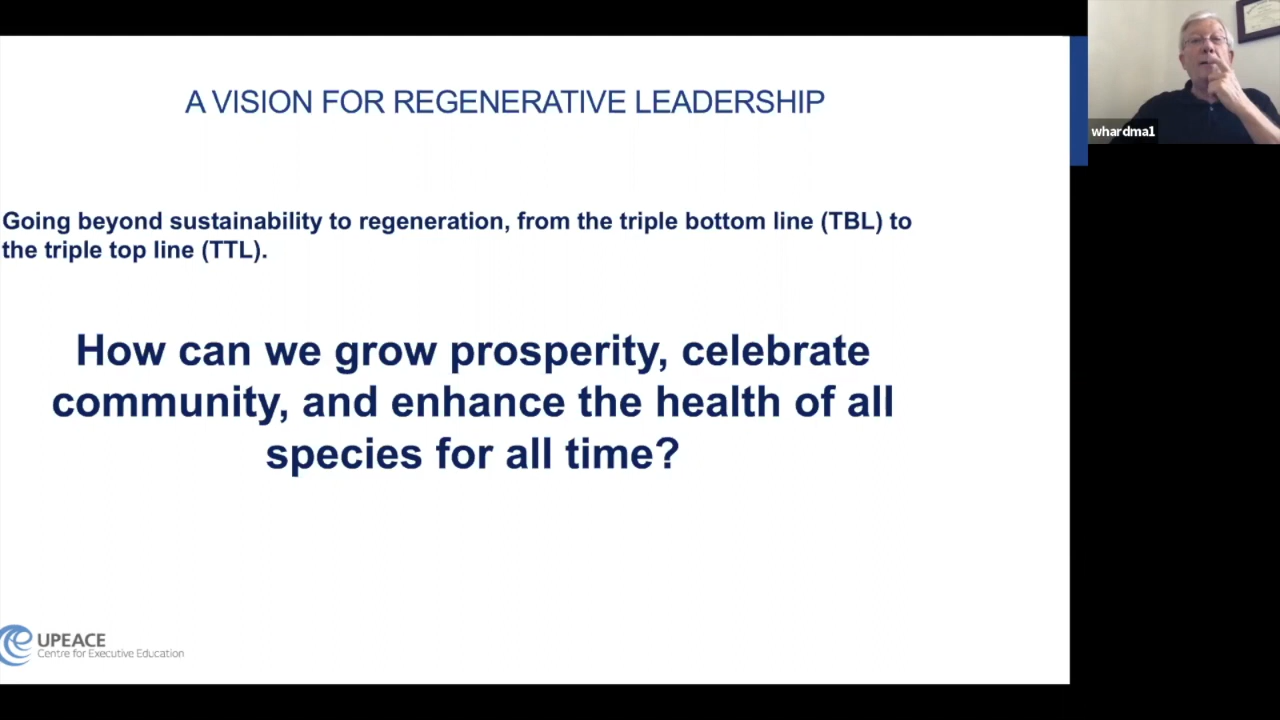 A VISION FOR REGENERATIVE LEADERSHIP
whardma1
Going beyond sustainability to regeneration, from the triple bottom line (TBL) to
the triple top line (TTL).
How can we grow prosperity, celebrate
community, and enhance the health of all
species for all time?
UPEACE
Centre for Executive Education